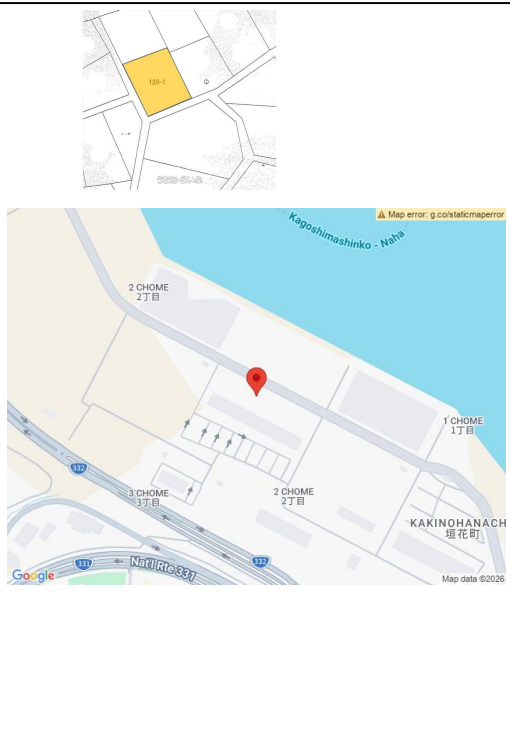 120-1
Map error: g.co/staticmaperror
Kagoshimashinko - Naha
2 CHOME
2丁目
1 CHOME
1丁目
332
3 CHOME
3丁目
2 CHOME
2丁目
KAKINOHANACH
垣花町
331
Nat'l Rte 331
332
Google
Map data ©2026